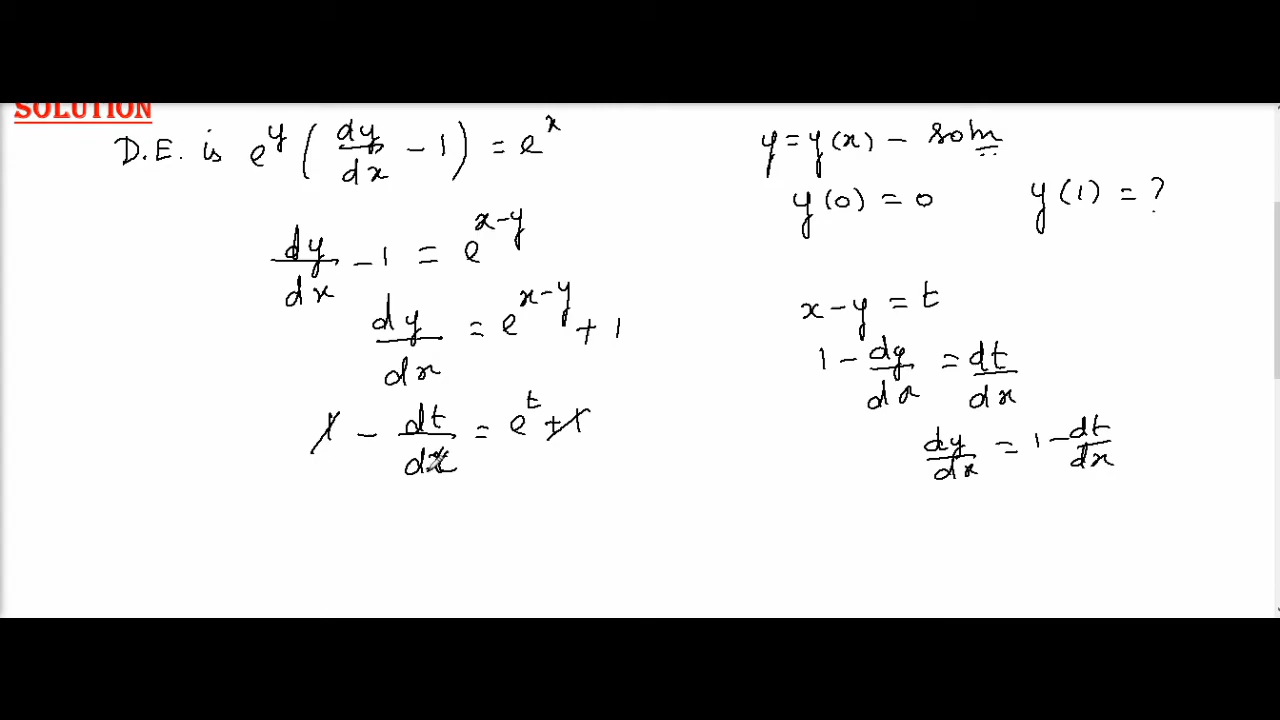 SOLUTION
D.E. is e^y (dy/dx - 1) = e^x
dy/dx - 1 = e^(x-y)
dy/dx = e^(x-y) + 1
1 - dt/dx = e^t + 1
y = y(x) - soln
y(0) = 0 y(1) = ?
x - y = t
1 - dy/dx = dt/dx
dy/dx = 1 - dt/dx